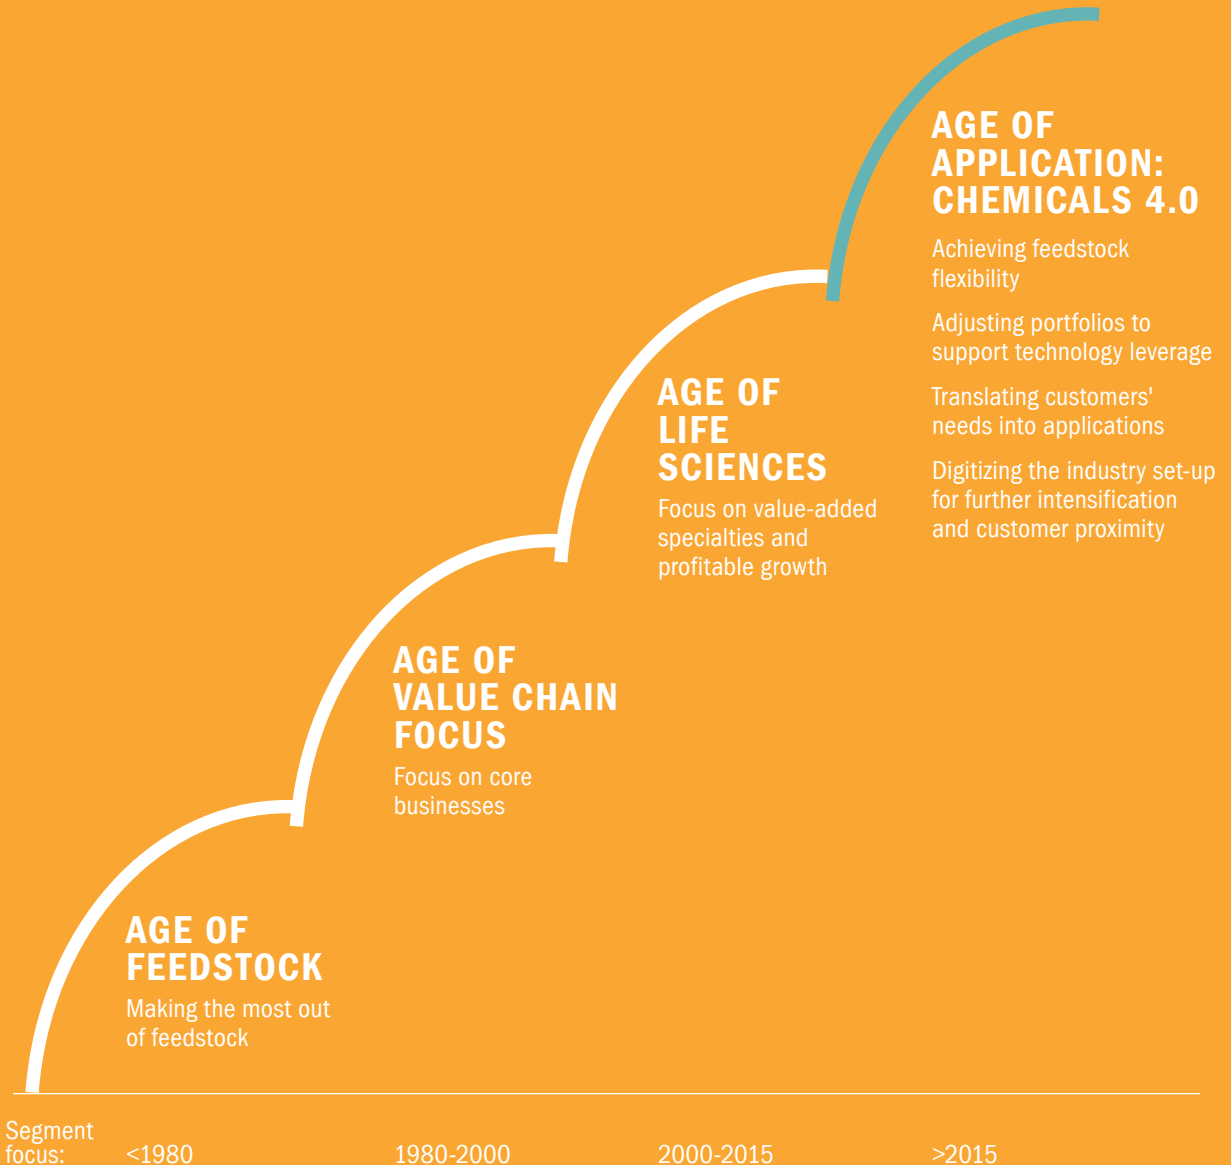 AGE OF
APPLICATION:
CHEMICALS 4.0
Achieving feedstock
flexibility
Adjusting portfolios to
support technology leverage
Translating customers'
needs into applications
Digitizing the industry set-up
for further intensification
and customer proximity
AGE OF
LIFE
SCIENCES
Focus on value-added
specialties and
profitable growth
AGE OF
VALUE CHAIN
FOCUS
Focus on core
businesses
AGE OF
FEEDSTOCK
Making the most out
of feedstock
Segment
focus: <1980 1980-2000 2000-2015 >2015